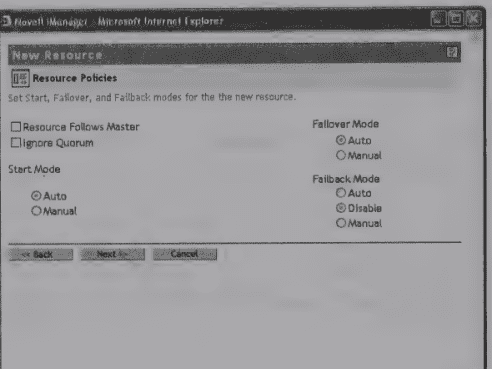 Novell iManager - Microsoft Internet Explorer
New Resource
Resource Policies
Set Start, Failover, and Failback modes for the the new resource.
Resource Follows Master
Ignore Quorum
Start Mode
Auto
Manual
Failover Mode
Auto
Manual
Failback Mode
Auto
Disable
Manual
<< Back
Next >>
Cancel